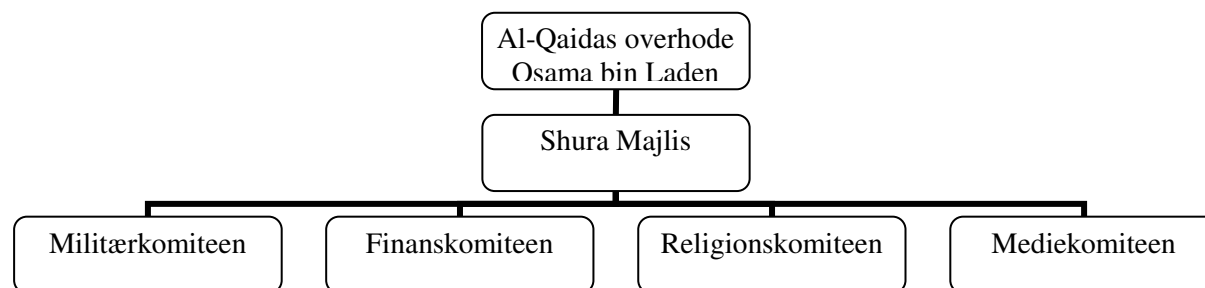 Al-Qaidas overhode
Osama bin Laden
Shura Majlis
Militærkomiteen
Finanskomiteen
Religionskomiteen
Mediekomiteen